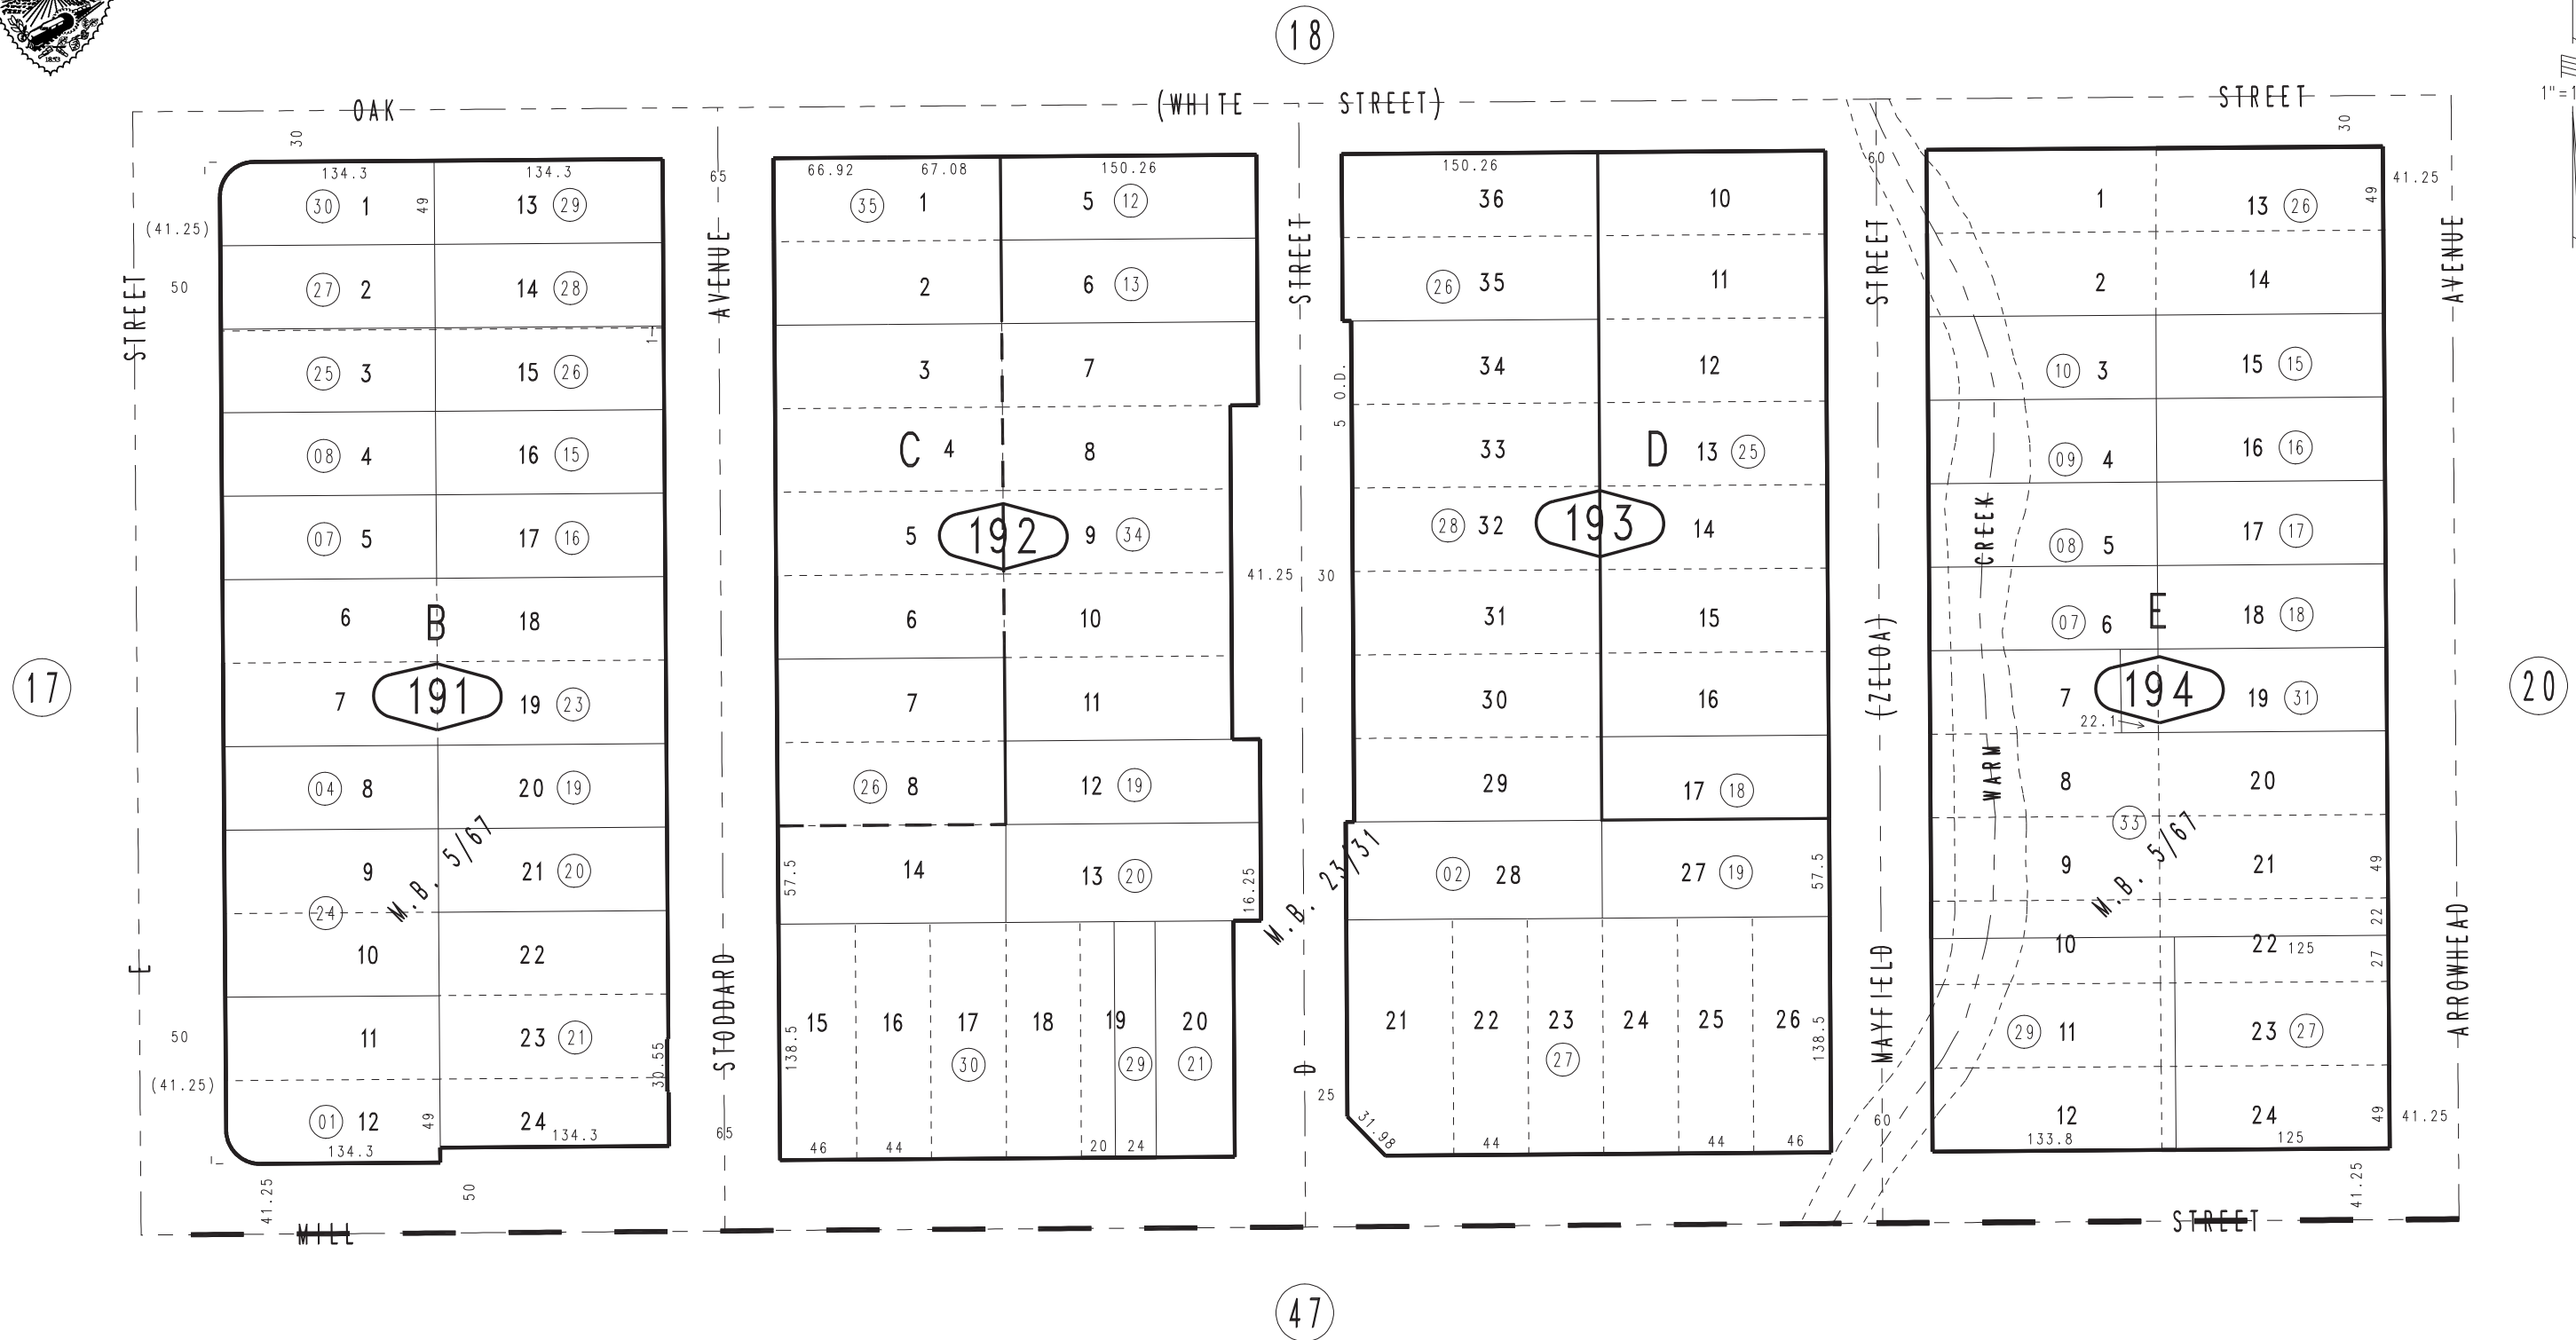 18
1853
OAK (WHITE STREET) STREET
1"=1
30 30
134.3 134.3 65 66.92 67.08 150.26 150.26 60 41.25
30 1 49 13 29 35 1 5 12 36 10 1 13 26 49
(41.25)
50 27 2 14 28 2 6 13 26 35 11 2 14
1
25 3 15 26 3 7 34 12 10 3 15 15
5 O.D.
08 4 16 15 C 4 8 33 D 13 25 09 4 16 16
07 5 17 16 5 192 9 34 28 32 193 14 08 5 17 17
41.25 30
6 B 18 6 10 31 15 07 6 E 18 18
17 7 191 19 23 7 11 30 16 7 194 19 31 20
22.1
04 8 20 19 26 8 12 19 29 17 18 8 20
33
9 21 20 57.5 14 13 20 16.25 02 28 27 19 57.5 9 21 49
24 22
10 22 10 22 125 27
15 16 17 18 19 20 21 22 23 24 25 26
50 11 23 21 30.55 138.5 30 29 21 27 138.5 29 11 23 27
(41.25)
01 12 49 24 25 31.98 60 12 24 49 41.25
134.3 134.3 65 46 44 20 24 44 44 46 133.8 125
41.25 50 41.25
E STREET
STODDARD AVENUE
D STREET
MAYFIELD (ZELOA) STREET
WARM CREEK
ARROWHEAD AVENUE
M.B. 5/67
M.B. 23/31
M.B. 5/67
MILL STREET
47